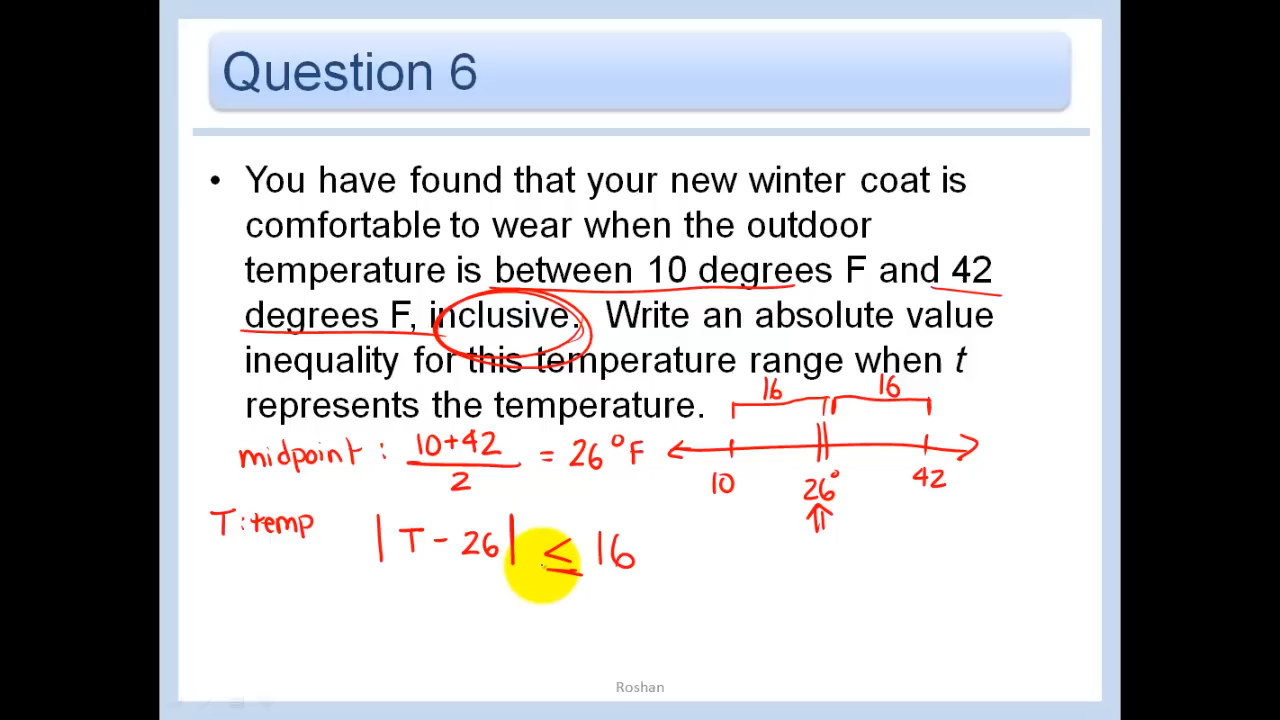 Question 6
• You have found that your new winter coat is
comfortable to wear when the outdoor
temperature is between 10 degrees F and 42
degrees F, inclusive. Write an absolute value
inequality for this temperature range when t
represents the temperature.
16 16
midpoint: 10+42 / 2 = 26°F
10 26° 42
T: temp |T - 26| ≤ 16
Roshan